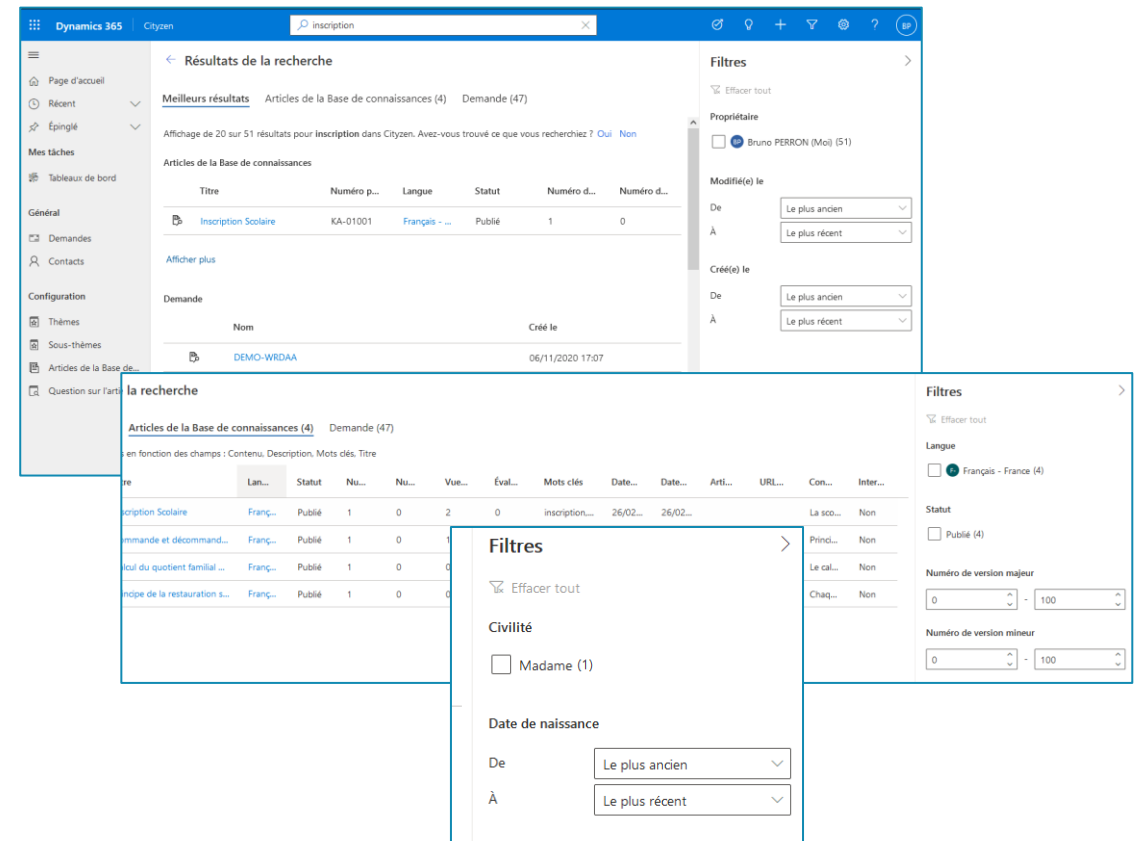 Dynamics 365 Cityzen inscription BP
Page d'accueil
Récent
Épinglé
Mes tâches
Tableaux de bord
Général
Demandes
Contacts
Configuration
Thèmes
Sous-thèmes
Articles de la Base de...
Question sur l'arti
Résultats de la recherche
Meilleurs résultats Articles de la Base de connaissances (4) Demande (47)
Affichage de 20 sur 51 résultats pour inscription dans Cityzen. Avez-vous trouvé ce que vous recherchiez ? Oui Non
Articles de la Base de connaissances
Titre Numéro p... Langue Statut Numéro d... Numéro d...
Inscription Scolaire KA-01001 Français - ... Publié 1 0
Afficher plus
Demande
Nom Créé le
DEMO-WRDAA 06/11/2020 17:07
Filtres
Effacer tout
Propriétaire
BP Bruno PERRON (Moi) (51)
Modifié(e) le
De Le plus ancien
À Le plus récent
Créé(e) le
De Le plus ancien
À Le plus récent
la recherche
Articles de la Base de connaissances (4) Demande (47)
en fonction des champs : Contenu, Description, Mots clés, Titre
re Lan... Statut Nu... Nu... Vue... Éval... Mots clés Date... Date... Arti... URL... Con... Inter...
scription Scolaire Franç... Publié 1 0 2 0 inscription,... 26/02... 26/02... La sco... Non
mmande et décommand... Franç... Publié 1 0 1 Princi... Non
lcul du quotient familial ... Franç... Publié 1 0 0 Le cal... Non
incipe de la restauration s... Franç... Publié 1 0 0 Chaq... Non
Filtres
Effacer tout
Langue
F- Français - France (4)
Statut
Publié (4)
Numéro de version majeur
0 - 100
Numéro de version mineur
0 - 100
Filtres
Effacer tout
Civilité
Madame (1)
Date de naissance
De Le plus ancien
À Le plus récent